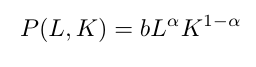 P(L, K) = bL^α K^{1−α}